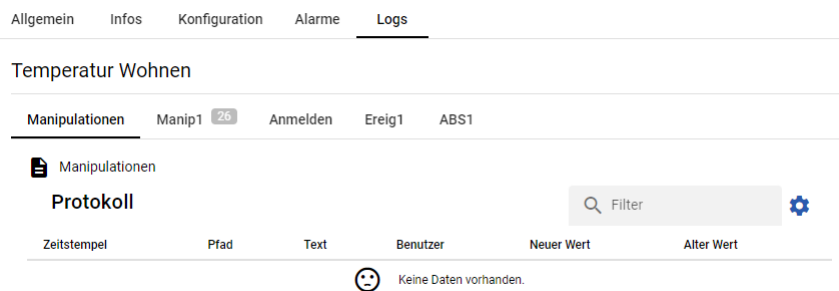 Allgemein Infos Konfiguration Alarme Logs
Temperatur Wohnen
Manipulationen Manip1 26 Anmelden Ereig1 ABS1
Manipulationen
Protokoll Filter
Zeitstempel Pfad Text Benutzer Neuer Wert Alter Wert
Keine Daten vorhanden.